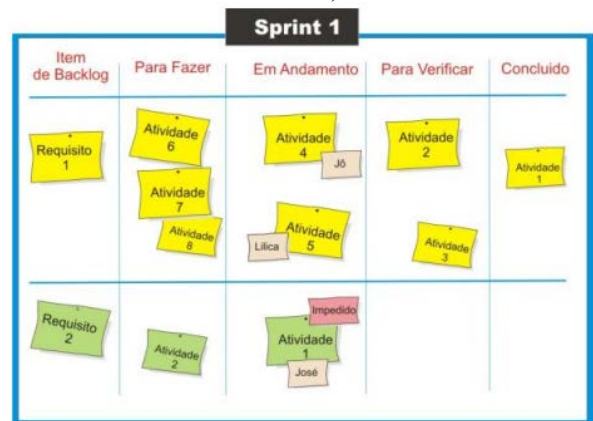 Sprint 1
Item
de Backlog
Para Fazer
Em Andamento
Para Verificar
Concluido
Requisito
1
Atividade
6
Atividade
7
Atividade
8
Atividade
4
Jô
Lilica
Atividade
5
Atividade
2
Atividade
3
Atividade
1
Requisito
2
Atividade
2
Impedido
Atividade
1
José